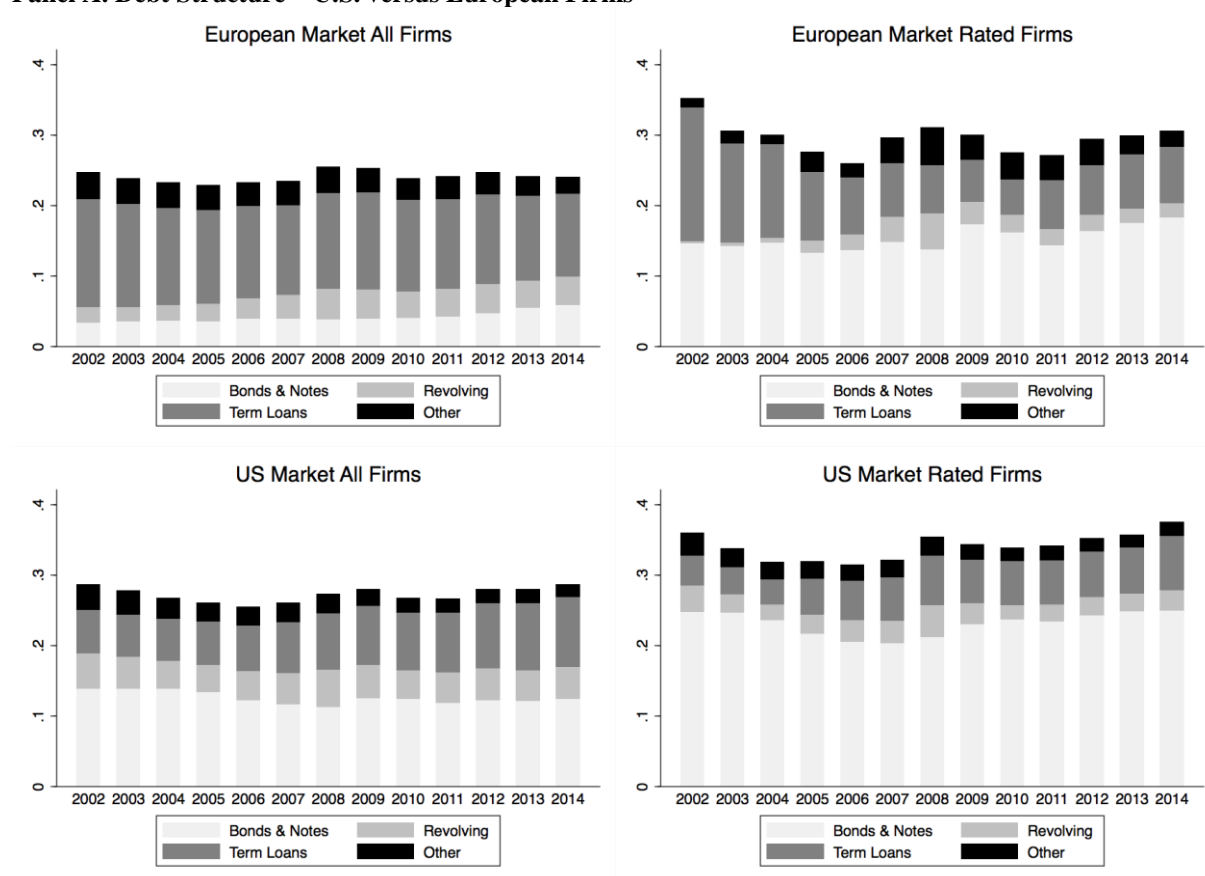 Panel A: Debt Structure – U.S. versus European Firms
European Market All Firms
.4
.3
.2
.1
0
2002 2003 2004 2005 2006 2007 2008 2009 2010 2011 2012 2013 2014
Bonds & Notes Revolving
Term Loans Other
European Market Rated Firms
.4
.3
.2
.1
0
2002 2003 2004 2005 2006 2007 2008 2009 2010 2011 2012 2013 2014
Bonds & Notes Revolving
Term Loans Other
US Market All Firms
.4
.3
.2
.1
0
2002 2003 2004 2005 2006 2007 2008 2009 2010 2011 2012 2013 2014
Bonds & Notes Revolving
Term Loans Other
US Market Rated Firms
.4
.3
.2
.1
0
2002 2003 2004 2005 2006 2007 2008 2009 2010 2011 2012 2013 2014
Bonds & Notes Revolving
Term Loans Other